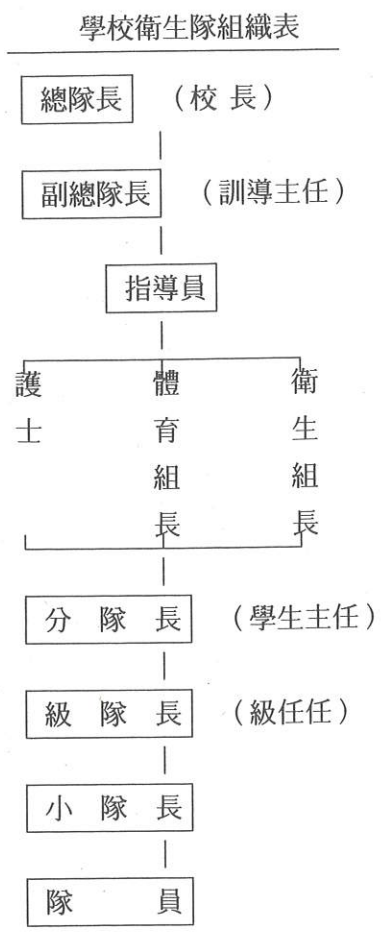 學校衛生隊組織表
總隊長 （校 長）
副總隊長 （訓導主任）
指導員
護士 體育組長 衛生組長
分 隊 長 （學生主任）
級 隊 長 （級任任）
小 隊 長
隊 員